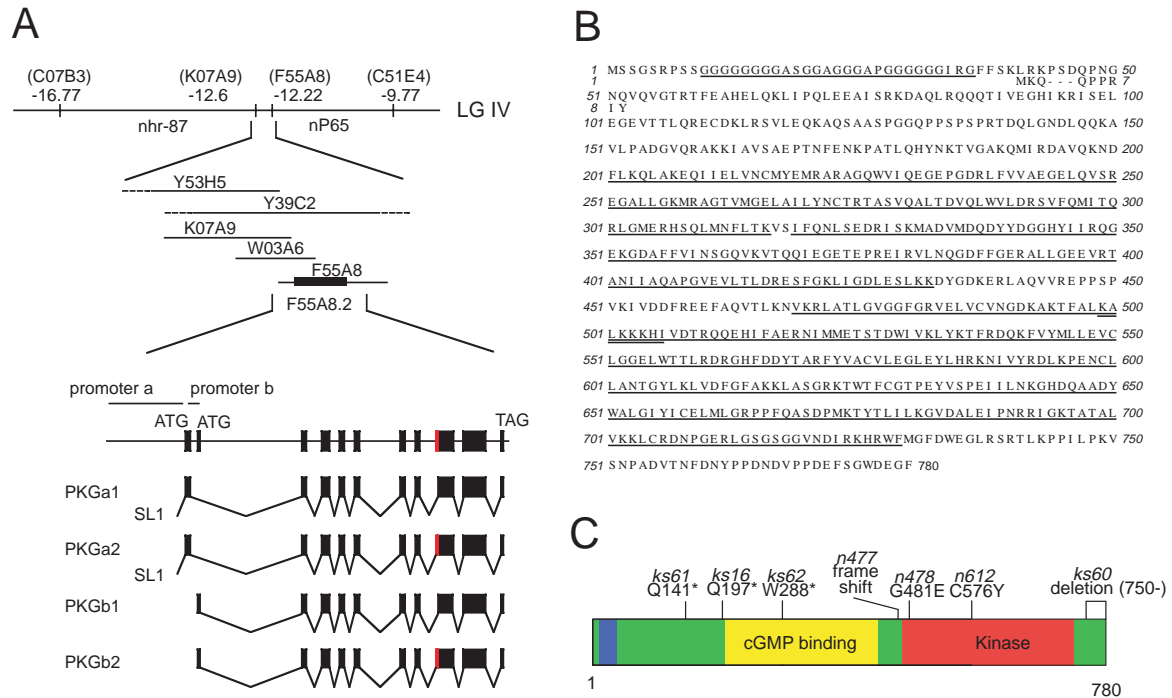 A
(C07B3) (K07A9) (F55A8) (C51E4)
-16.77 -12.6 -12.22 -9.77
LG IV
nhr-87 nP65
Y53H5
Y39C2
K07A9
W03A6
F55A8
F55A8.2
promoter a promoter b
ATG ATG TAG
PKGa1
SL1
PKGa2
SL1
PKGb1
PKGb2
B
1 MSSGSRPSSGGGGGGGGASGGAGGGAPGGGGGGIRGFFSKLRKPSDQPNG 50
1 MKQ---QPPR 7
51 NQVQVGTRTFEAHELQKLIPQLEEAISRKDAQLRQQQTIVEGHIKRISEL 100
8 IY
101 EGEVTTLQRECDKLRSVLEQKAQSAASPGGQPPSPSPRTDQLGNDLQQKA 150
151 VLPADGVQRAKKIAVSAEPTNFENKPATLQHYNKTVGAKQMIRDAVQKND 200
201 FLKQLAKEQIIELVNCMYEMRARAGQWVIQEGEPGDRLFVVAEGELQVSR 250
251 EGALLGKMRAGTVMGELAILYNCTRTASVQALTDVQLWVLDRSVFQMITQ 300
301 RLGMERHSQLMNFLTKVSIFQNLSEDRISKMADVMDQDYYDGGHYIIRQG 350
351 EKGDAFFVINSGQVKVTQQIEGETEPREIRVLNQGDFFGERALLGEEVRT 400
401 ANIIAQAPGVEVLTLDRESFGKLIGDLESLKKDYGDKERLAQVVREPPSP 450
451 VKIVDDFREEFAQVTLKNVKRLATLGVGGFGRVELVCVNGDKAKTFALKA 500
501 LKKKHIVDTRQQEHIFAERNIMMETSTDWIVKLYKTFRDQKFVYMLLEVC 550
551 LGGELWTTLRDRGHFDDYTARFYVACVLEGLEYLHRKNIVYRDLKPENCL 600
601 LANTGYLKLVDFGFAKKLASGRKTWTFCGTPEYVSPEIILNKGHDQAADY 650
651 WALGIYICELMLGRPPFQASDPMKTYTLILKGVDALEIPNRRIGKTATAL 700
701 VKKLCRDNPGERLGSGSGGVNDIRKHRWFMGFDWEGLRSRTLKPPILPKV 750
751 SNPADVTNFDNYPPDNDVPPDEFSGWDEGF 780
C
ks61 ks16 ks62 n477 n478 n612 ks60
Q141* Q197* W288* frame shift G481E C576Y deletion (750-)
cGMP binding Kinase
1 780